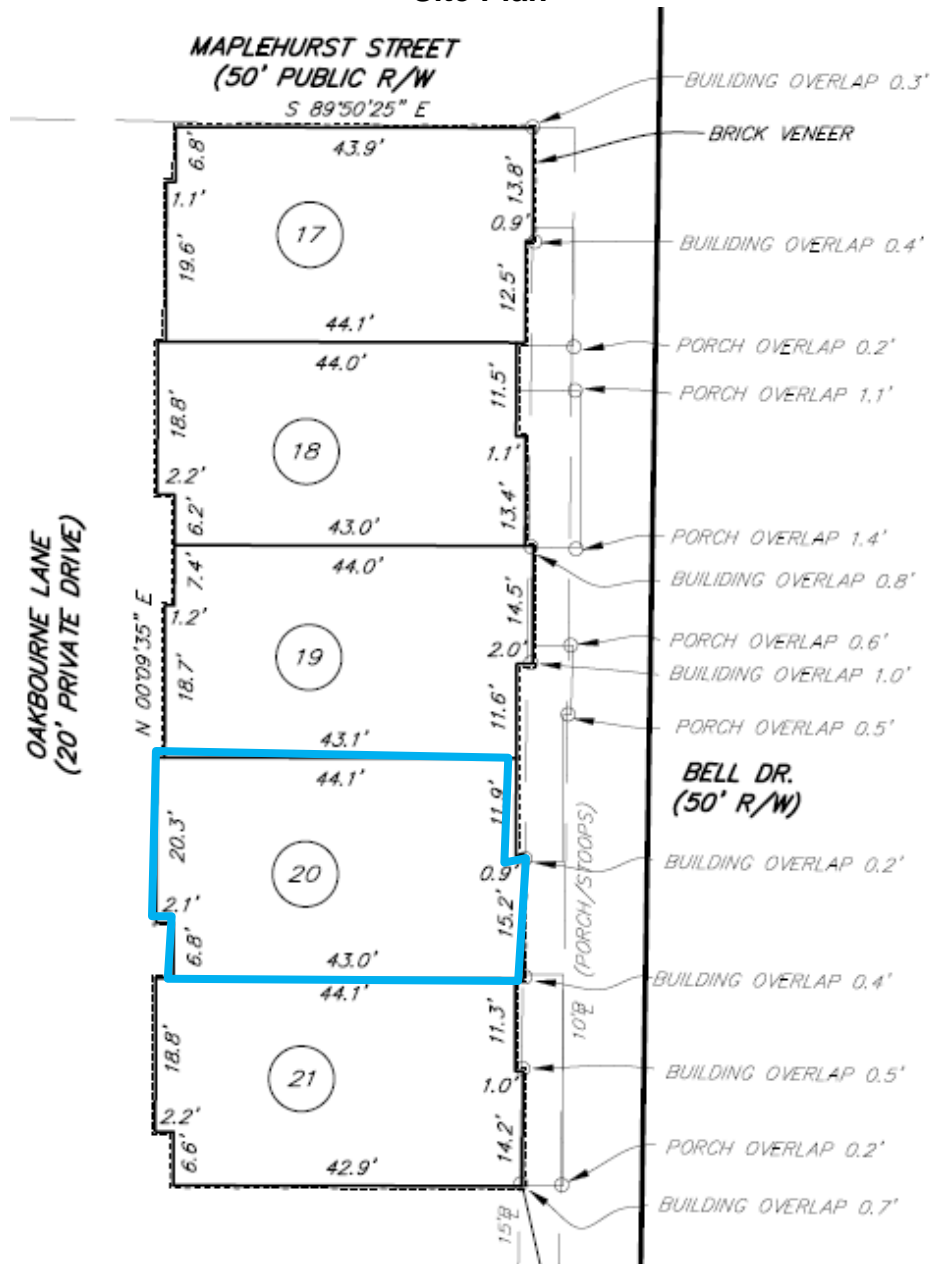 Site Plan
MAPLEHURST STREET
(50' PUBLIC R/W
S 89°50'25" E
BUILIDING OVERLAP 0.3'
BRICK VENEER
6.8'
43.9'
13.8'
1.1'
17
0.9'
BUILIDING OVERLAP 0.4'
19.6'
12.5'
44.1'
PORCH OVERLAP 0.2'
44.0'
11.5'
PORCH OVERLAP 1.1'
18.8'
18
1.1'
2.2'
6.2'
13.4'
43.0'
PORCH OVERLAP 1.4'
OAKBOURNE LANE
(20' PRIVATE DRIVE)
N 00°09'35" E
7.4'
44.0'
BUILIDING OVERLAP 0.8'
14.5'
1.2'
19
2.0'
PORCH OVERLAP 0.6'
BUILIDING OVERLAP 1.0'
18.7'
11.6'
PORCH OVERLAP 0.5'
43.1'
BELL DR.
(50' R/W)
44.1'
11.9'
20.3'
(PORCH/STOOPS)
20
0.9'
BUILDING OVERLAP 0.2'
2.1'
15.2'
6.8'
43.0'
BUILDING OVERLAP 0.4'
44.1'
11.3'
10'
18.8'
21
1.0'
BUILDING OVERLAP 0.5'
2.2'
14.2'
6.6'
42.9'
PORCH OVERLAP 0.2'
15'
BUILDING OVERLAP 0.7'